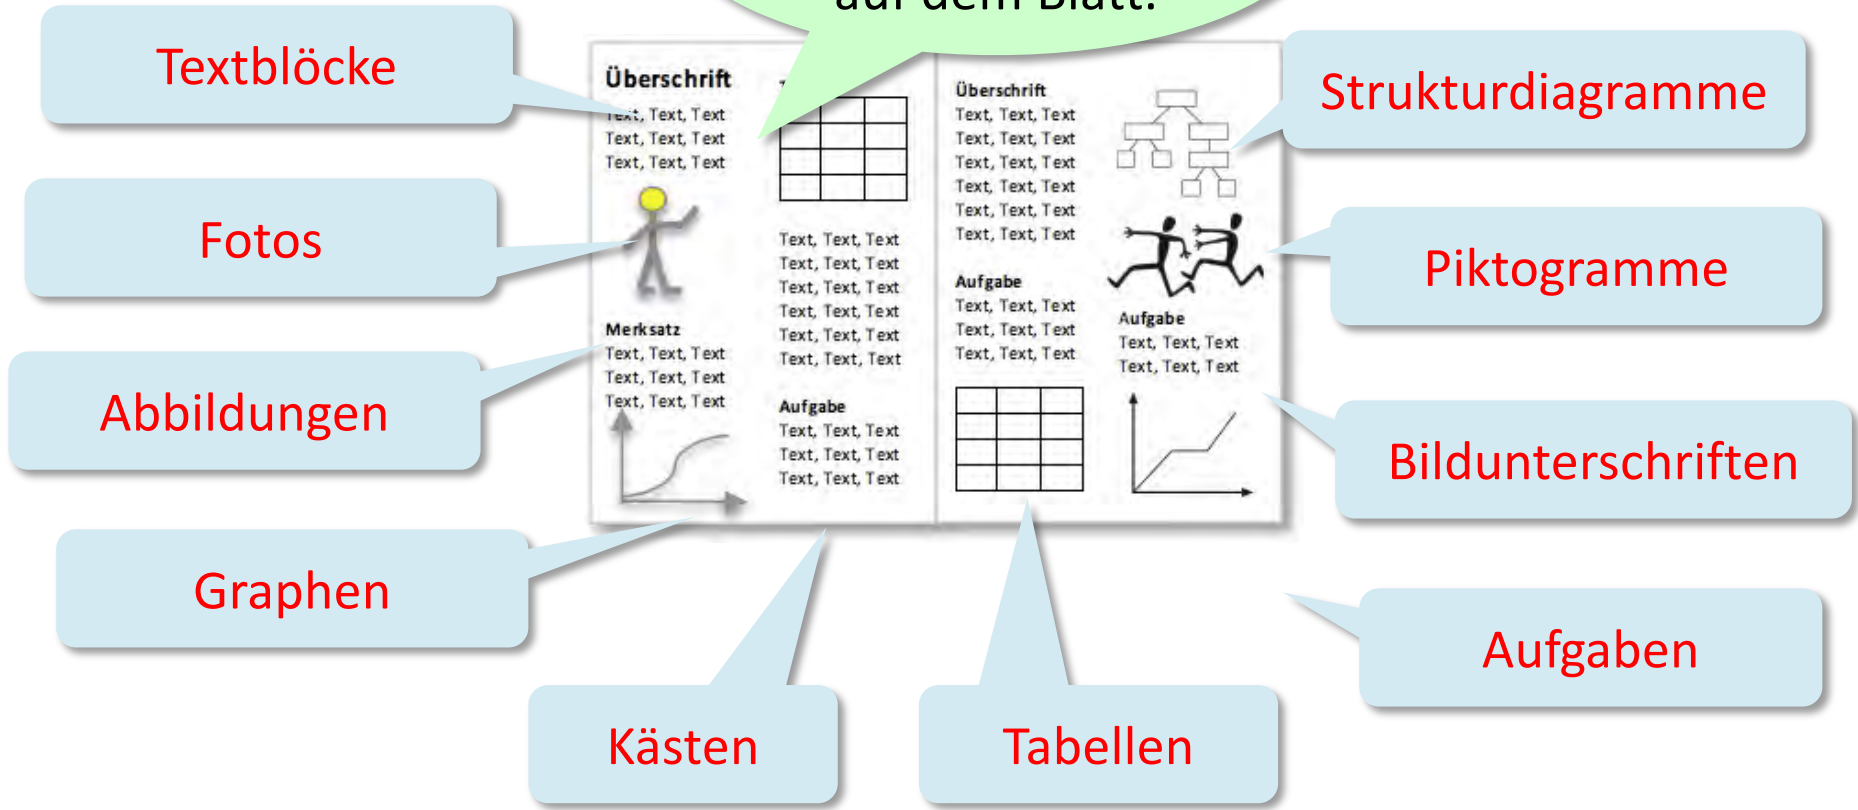 auf dem Blatt.
Textblöcke
Fotos
Abbildungen
Graphen
Kästen
Tabellen
Strukturdiagramme
Piktogramme
Bildunterschriften
Aufgaben
Überschrift
Text, Text, Text
Text, Text, Text
Text, Text, Text
Merksatz
Text, Text, Text
Text, Text, Text
Text, Text, Text
Text, Text, Text
Text, Text, Text
Text, Text, Text
Text, Text, Text
Text, Text, Text
Text, Text, Text
Aufgabe
Text, Text, Text
Text, Text, Text
Text, Text, Text
Überschrift
Text, Text, Text
Text, Text, Text
Text, Text, Text
Text, Text, Text
Text, Text, Text
Text, Text, Text
Aufgabe
Text, Text, Text
Text, Text, Text
Text, Text, Text
Aufgabe
Text, Text, Text
Text, Text, Text